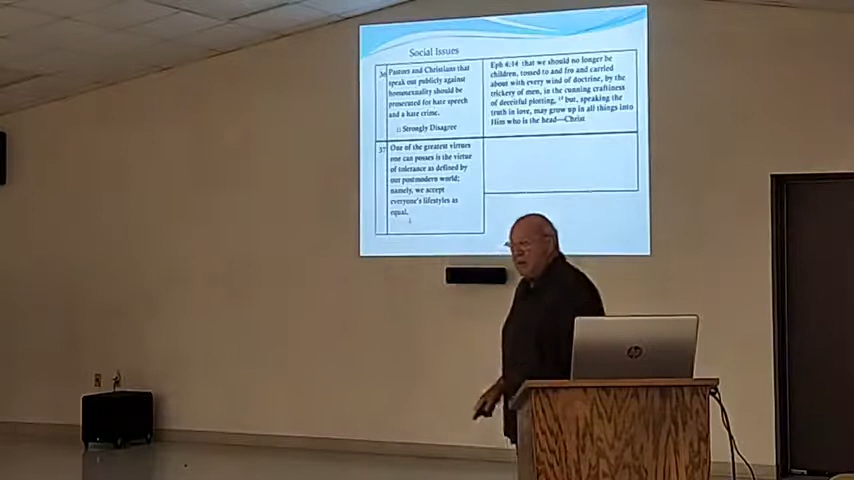 Social Issues
36 Pastors and Christians that
speak out publicly against
homosexuality should be
prosecuted for hate speech
and a hate crime.
:: Strongly Disagree
Eph 4:14 that we should no longer be
children, tossed to and fro and carried
about with every wind of doctrine, by the
trickery of men, in the cunning craftiness
of deceitful plotting, 15 but, speaking the
truth in love, may grow up in all things into
Him who is the head—Christ
37 One of the greatest virtues
one can posses is the virtue
of tolerance as defined by
our postmodern world;
namely, we accept
everyone's lifestyles as
equal.
hp